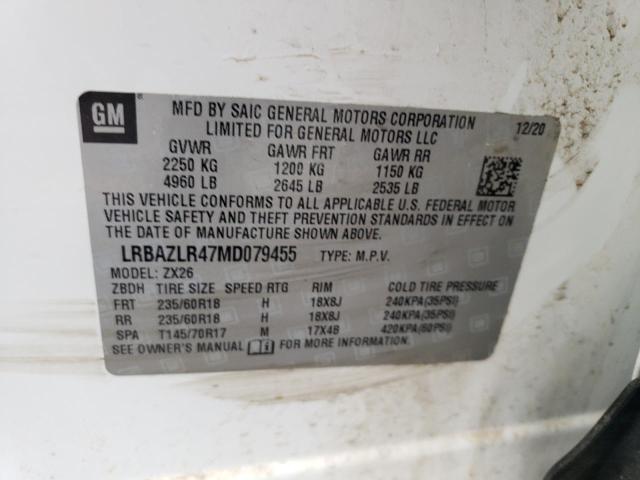 GM
MFD BY SAIC GENERAL MOTORS CORPORATION
LIMITED FOR GENERAL MOTORS LLC 12/20
GVWR GAWR FRT GAWR RR
2250 KG 1200 KG 1150 KG
4960 LB 2645 LB 2535 LB
THIS VEHICLE CONFORMS TO ALL APPLICABLE U.S. FEDERAL MOTOR
VEHICLE SAFETY AND THEFT PREVENTION STANDARDS IN EFFECT ON
THE DATE OF MANUFACTURE SHOWN ABOVE.
LRBAZLR47MD079455 TYPE: M.P.V.
MODEL: ZX26
ZBDH TIRE SIZE SPEED RTG RIM COLD TIRE PRESSURE
FRT 235/60R18 H 18X8J 240KPA(35PSI)
RR 235/60R18 H 18X8J 240KPA(35PSI)
SPA T145/70R17 M 17X4B 420KPA(60PSI)
SEE OWNER'S MANUAL FOR MORE INFORMATION.